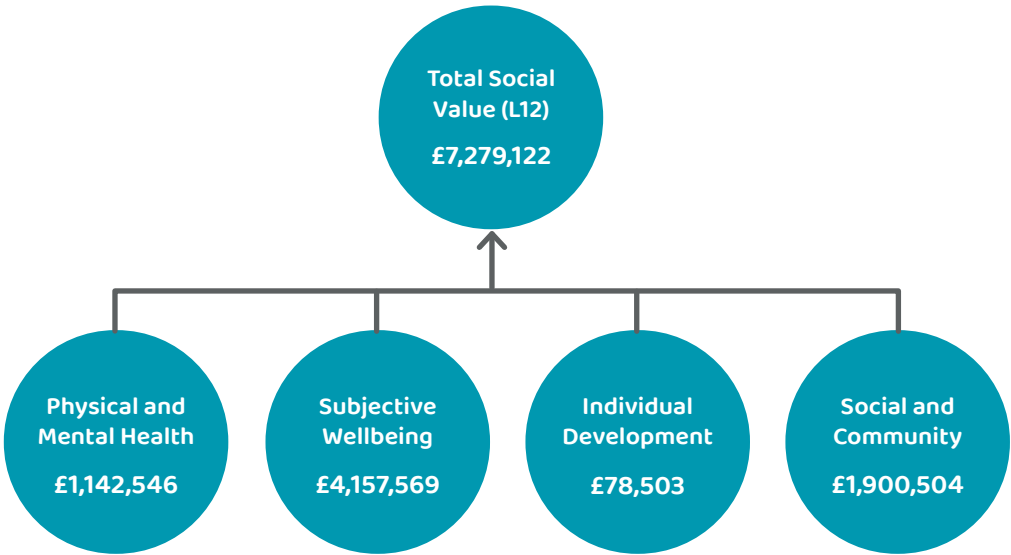 Total Social
Value (L12)
£7,279,122
Physical and
Mental Health
£1,142,546
Subjective
Wellbeing
£4,157,569
Individual
Development
£78,503
Social and
Community
£1,900,504